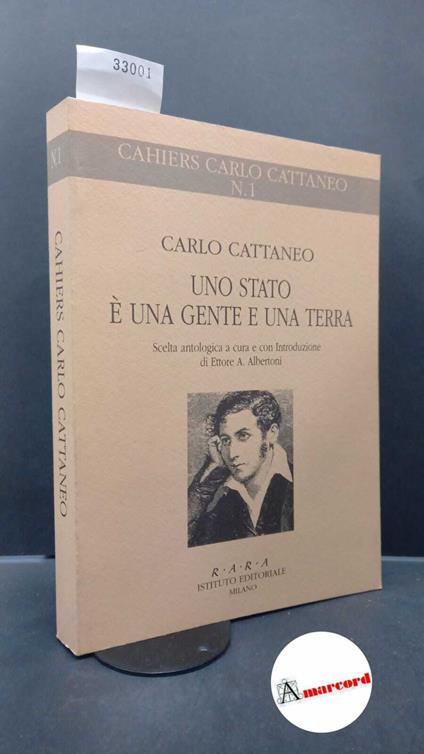 33001
CAHIERS CARLO CATTANEO
N.1
CARLO CATTANEO
UNO STATO
È UNA GENTE E UNA TERRA
Scelta antologica a cura e con Introduzione
di Ettore A. Albertoni
R·A·R·A
ISTITUTO EDITORIALE
MILANO
N.1
CAHIERS CARLO CATTANEO
Amarcord